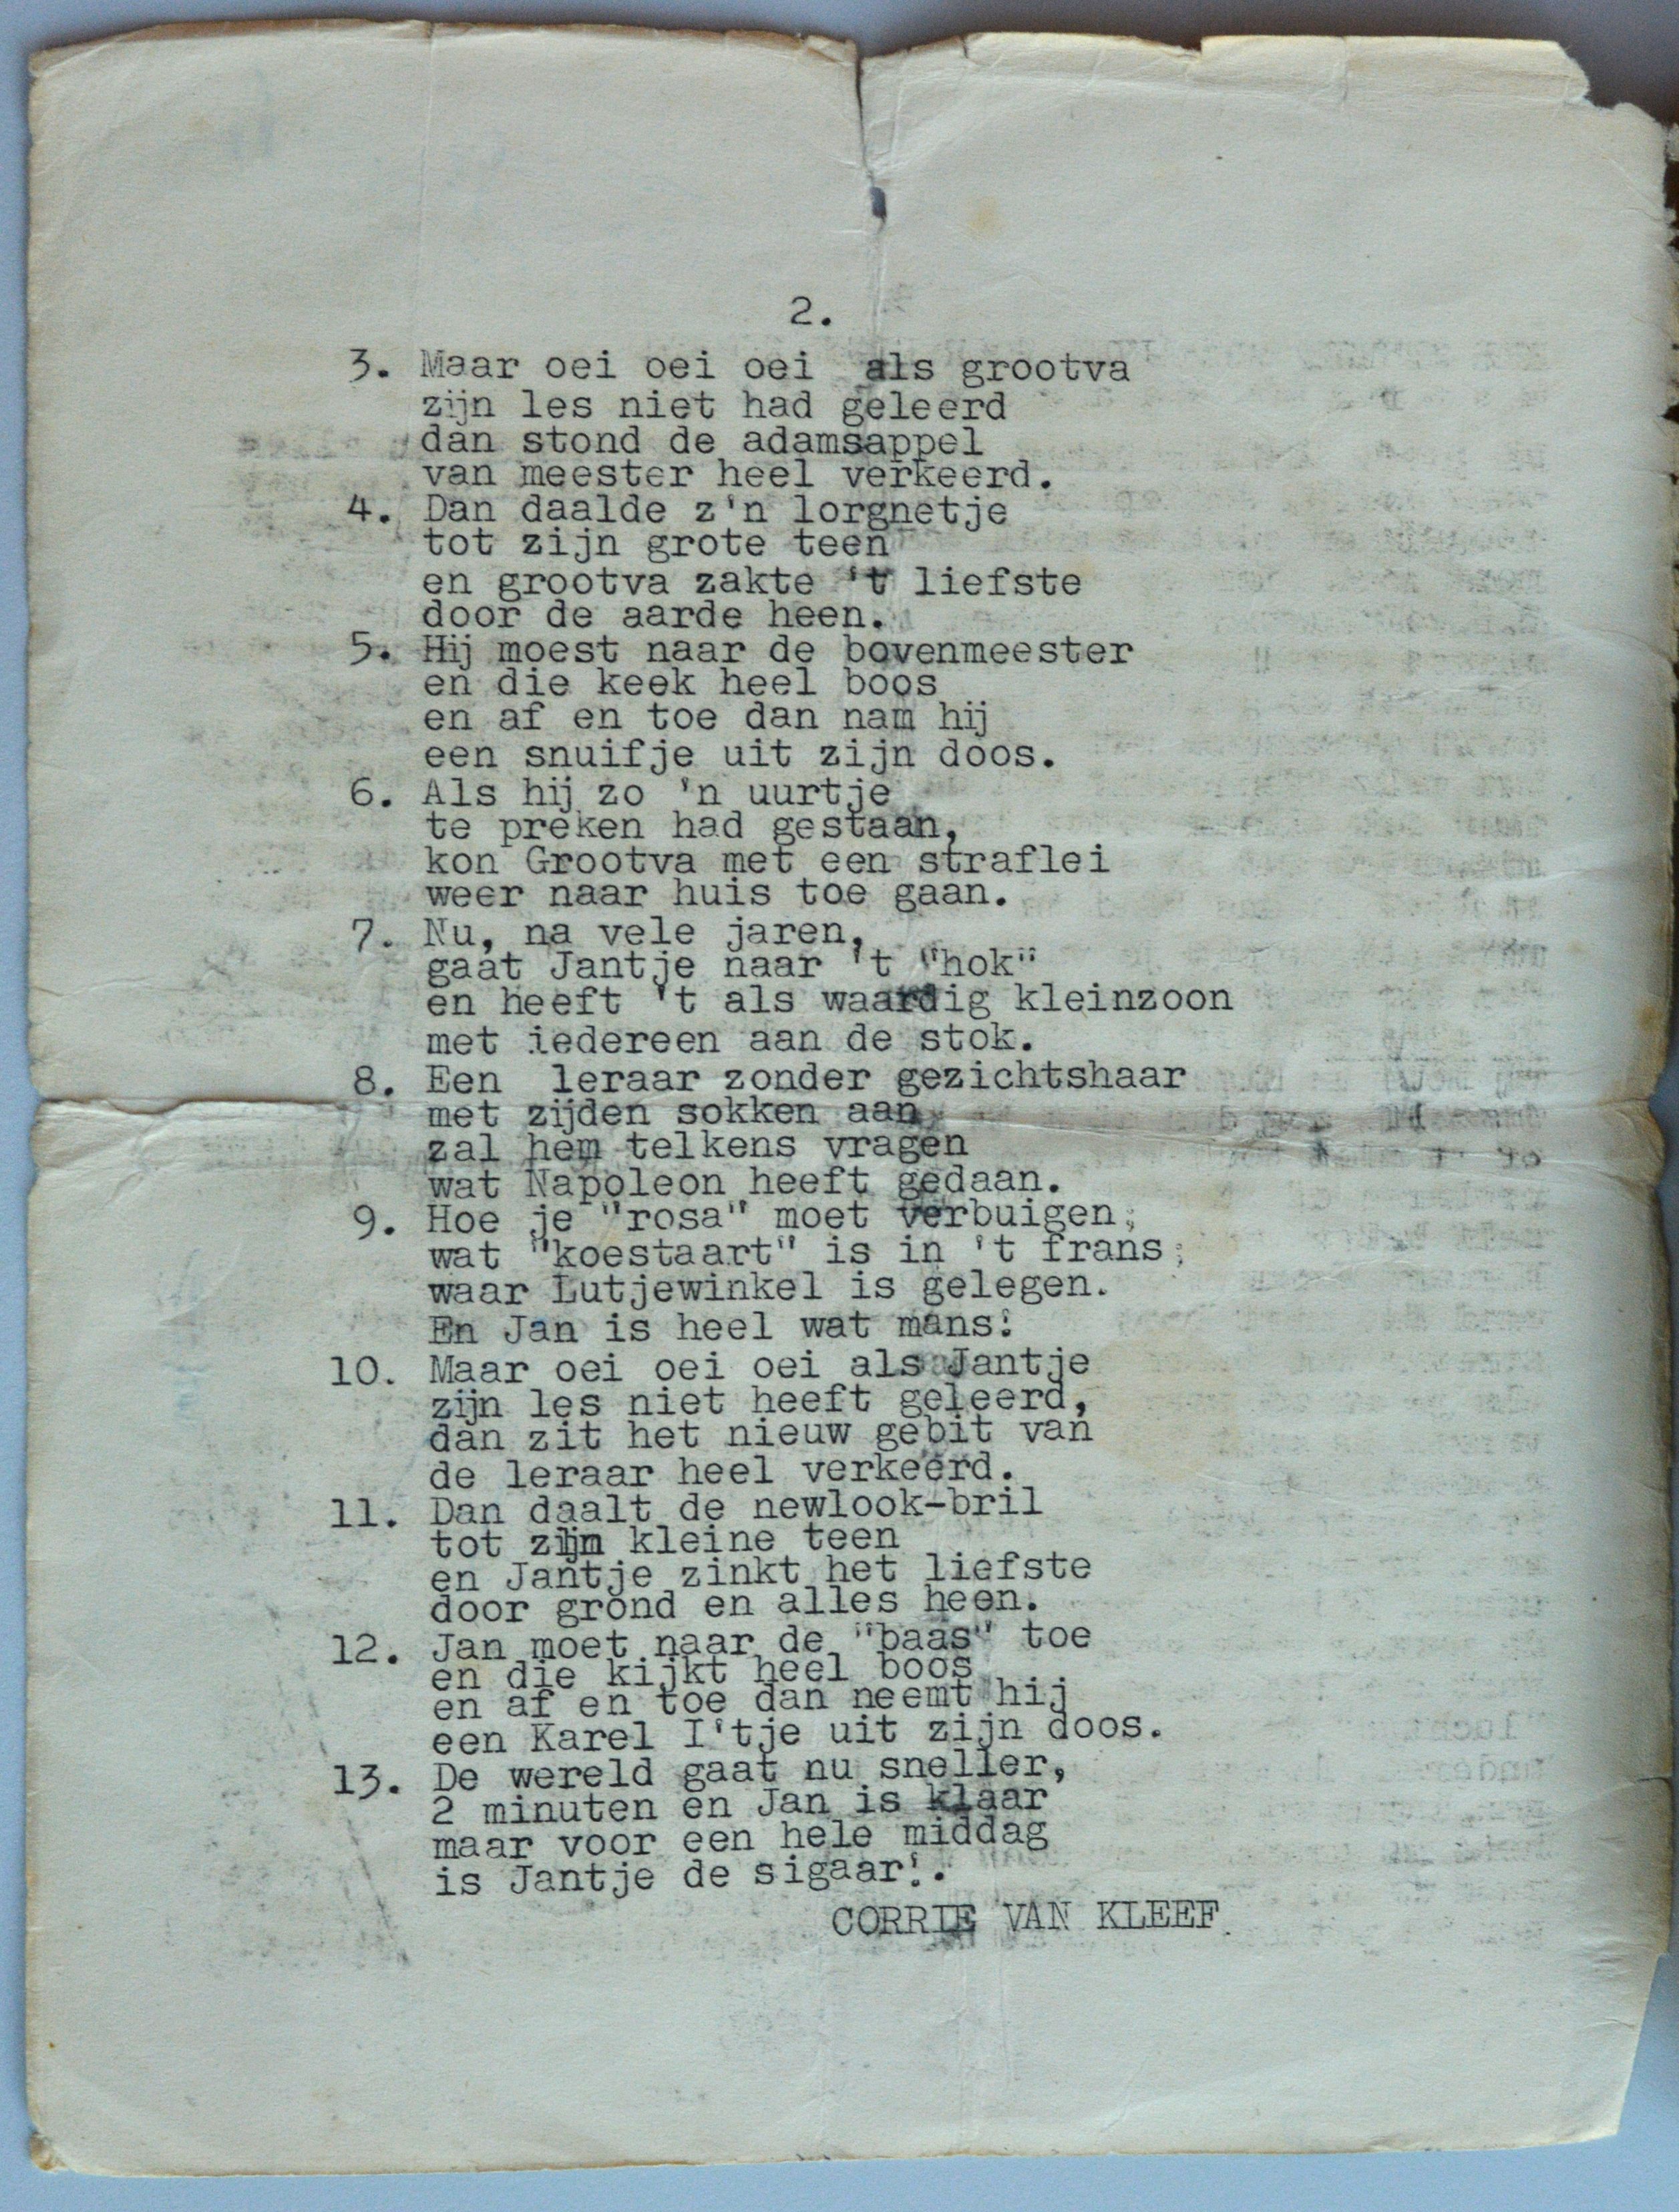 2.
3. Maar oei oei oei als grootva
zijn les niet had geleerd
dan stond de adamsappel
van meester heel verkeerd.
4. Dan daalde z'n lorgnetje
tot zijn grote teen
en grootva zakte 't liefste
door de aarde heen.
5. Hij moest naar de bovenmeester
en die keek heel boos
en af en toe dan nam hij
een snuifje uit zijn doos.
6. Als hij zo 'n uurtje
te preken had gestaan,
kon Grootva met een straflei
weer naar huis toe gaan.
7. Nu, na vele jaren,
gaat Jantje naar 't "hok"
en heeft 't als waardig kleinzoon
met iedereen aan de stok.
8. Een leraar zonder gezichtshaar
met zijden sokken aan
zal hem telkens vragen
wat Napoleon heeft gedaan.
9. Hoe je "rosa" moet verbuigen;
wat "koestaart" is in 't frans;
waar Lutjewinkel is gelegen.
En Jan is heel wat mans!
10. Maar oei oei oei als Jantje
zijn les niet heeft geleerd,
dan zit het nieuw gebit van
de leraar heel verkeerd.
11. Dan daalt de newlook-bril
tot zijn kleine teen
en Jantje zinkt het liefste
door grond en alles heen.
12. Jan moet naar de "baas" toe
en die kijkt heel boos
en af en toe dan neemt hij
een Karel I'tje uit zijn doos.
13. De wereld gaat nu sneller,
2 minuten en Jan is klaar
maar voor een hele middag
is Jantje de sigaar!.
CORRIE VAN KLEEF.